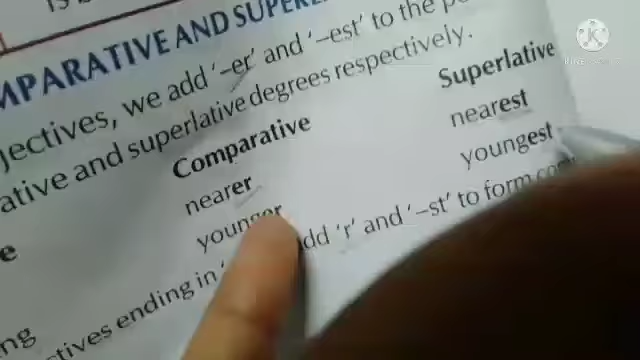 MPARATIVE AND SUPER
jectives, we add '–er' and '–est' to the
ative and superlative degrees respectively.
Comparative Superlative
nearer nearest
e younger youngest
add 'r' and '–st' to form
ng ctives ending in '